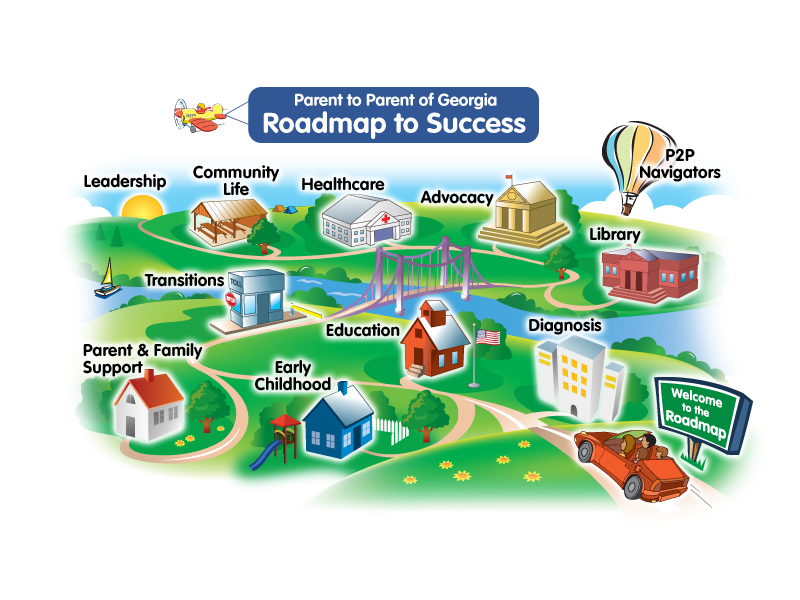 Parent to Parent of Georgia
Roadmap to Success
P2P
Navigators
Leadership
Community
Life
Healthcare
Advocacy
Library
Transitions
TOLL
STOP
Education
Diagnosis
Parent & Family
Support
Early
Childhood
Welcome
to the
Roadmap